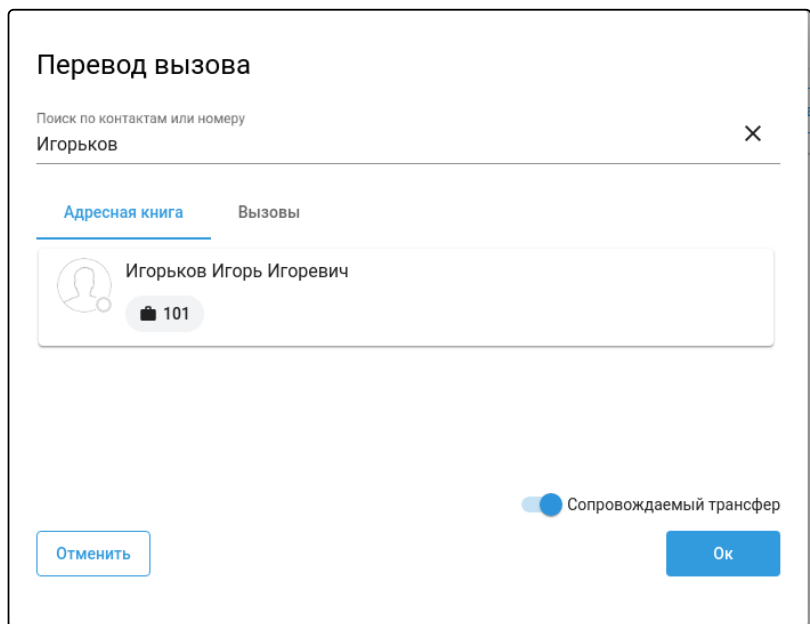 Перевод вызова
Поиск по контактам или номеру
Игорьков
Адресная книга Вызовы
Игорьков Игорь Игоревич
101
Сопровождаемый трансфер
Отменить Ок